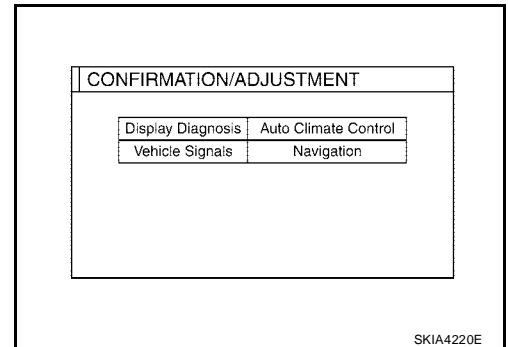 CONFIRMATION/ADJUSTMENT
Display Diagnosis Auto Climate Control
Vehicle Signals Navigation
SKIA4220E